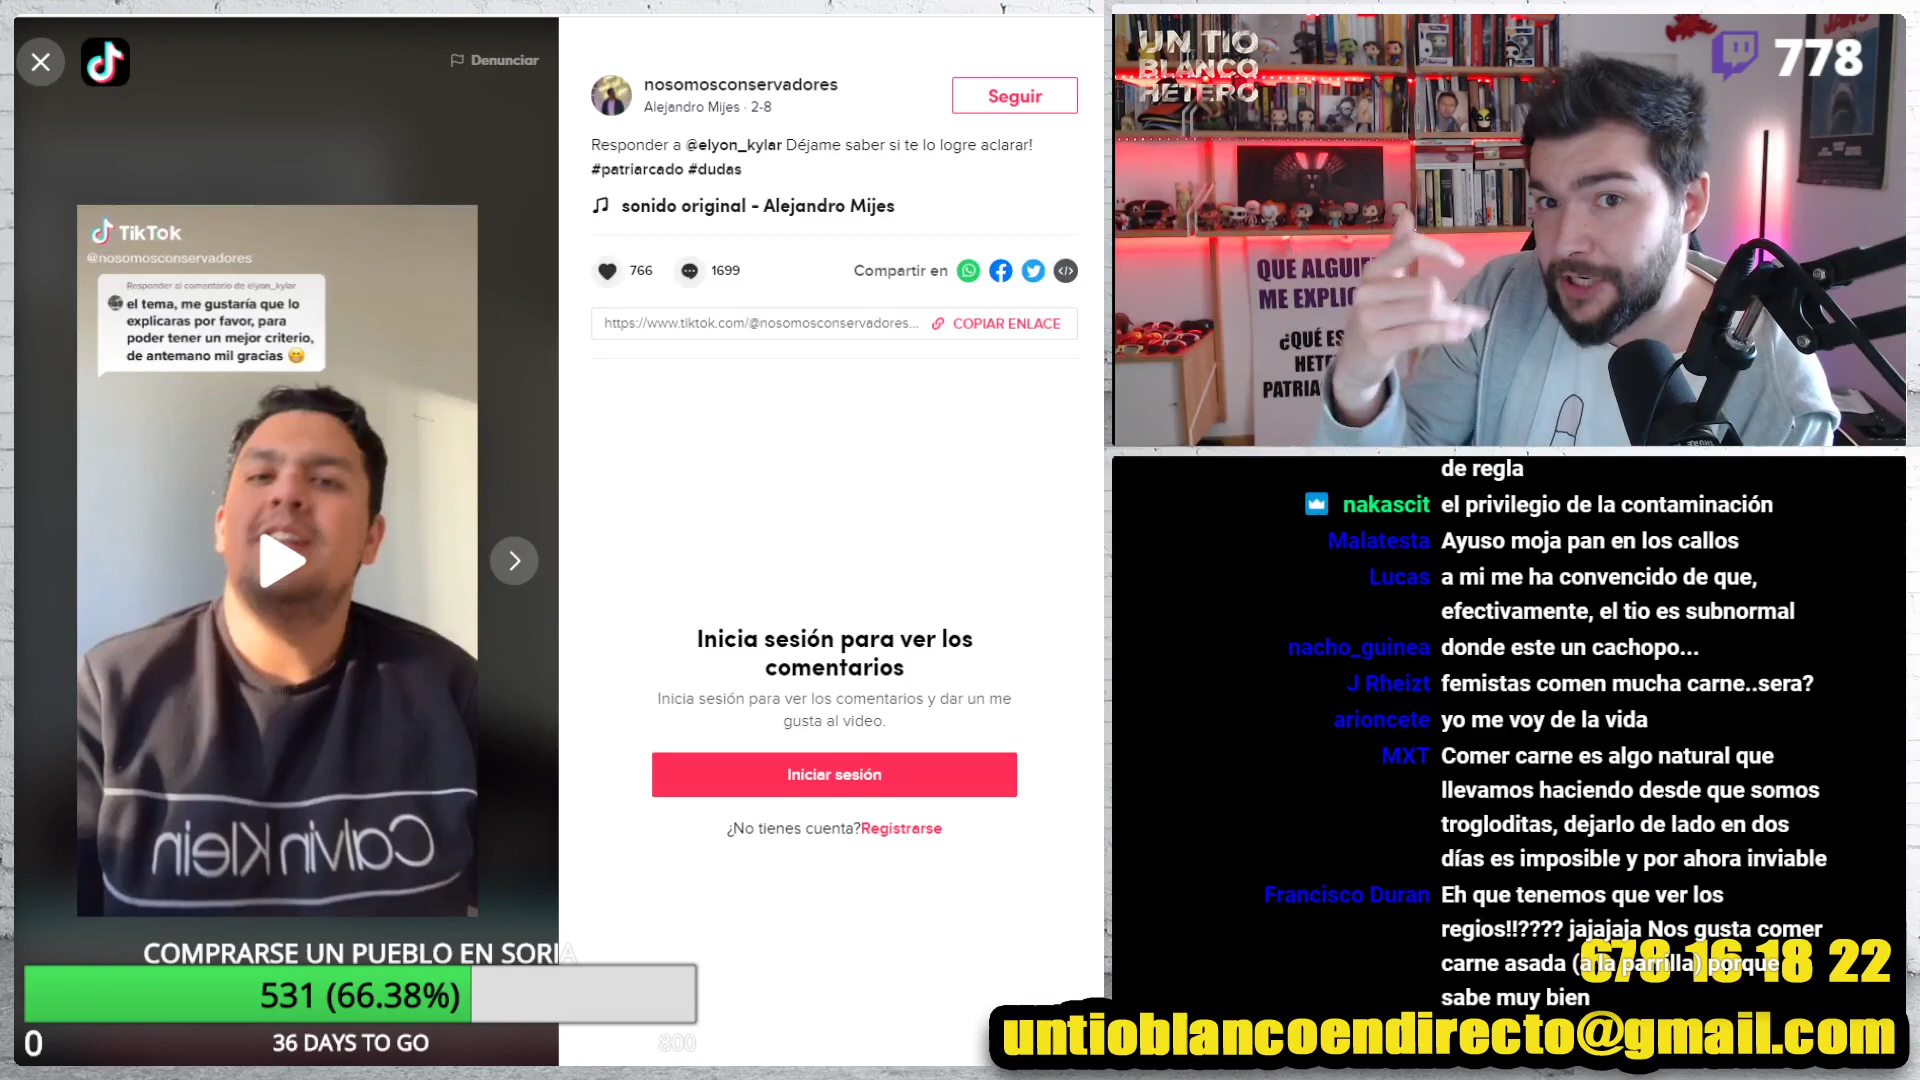 Denunciar
TikTok
@nosomosconservadores
Responder al comentario de elyon_kylar
el tema, me gustaría que lo
explicaras por favor, para
poder tener un mejor criterio,
de antemano mil gracias
Calvin Klein
COMPRARSE UN PUEBLO EN SORIA
531 (66.38%)
0
36 DAYS TO GO
800
nosomosconservadores
Alejandro Mijes · 2-8
Seguir
Responder a @elyon_kylar Déjame saber si te lo logre aclarar!
#patriarcado #dudas
sonido original - Alejandro Mijes
766
1699
Compartir en
https://www.tiktok.com/@nosomosconservadores...
COPIAR ENLACE
Inicia sesión para ver los
comentarios
Inicia sesión para ver los comentarios y dar un me
gusta al video.
Iniciar sesión
¿No tienes cuenta?Registrarse
UN TIO
BLANCO
HETERO
778
QUE ALGUIE
ME EXPLI
¿QUÉ ES
HETE
PATRIA
de regla
nakascit el privilegio de la contaminación
Malatesta Ayuso moja pan en los callos
Lucas a mi me ha convencido de que,
efectivamente, el tio es subnormal
nacho_guinea donde este un cachopo...
J Rheizt femistas comen mucha carne..sera?
arioncete yo me voy de la vida
MXT Comer carne es algo natural que
llevamos haciendo desde que somos
trogloditas, dejarlo de lado en dos
días es imposible y por ahora inviable
Francisco Duran Eh que tenemos que ver los
regios!!???? jajajaja Nos gusta comer
carne asada (a la parrilla) porque
sabe muy bien
678 16 18 22
untioblancoendirecto@gmail.com